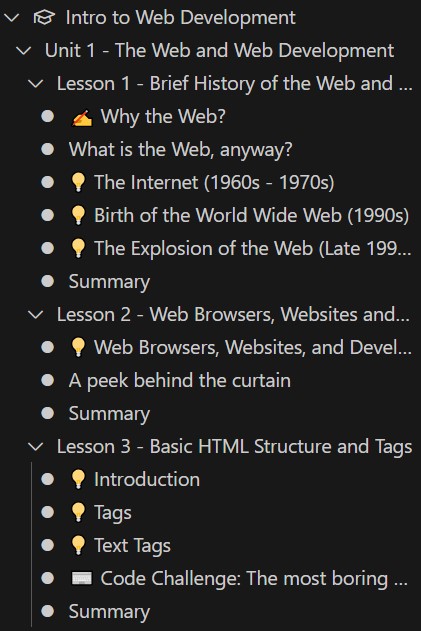 Intro to Web Development
Unit 1 - The Web and Web Development
Lesson 1 - Brief History of the Web and ...
Why the Web?
What is the Web, anyway?
The Internet (1960s - 1970s)
Birth of the World Wide Web (1990s)
The Explosion of the Web (Late 199...
Summary
Lesson 2 - Web Browsers, Websites and...
Web Browsers, Websites, and Devel...
A peek behind the curtain
Summary
Lesson 3 - Basic HTML Structure and Tags
Introduction
Tags
Text Tags
Code Challenge: The most boring ...
Summary